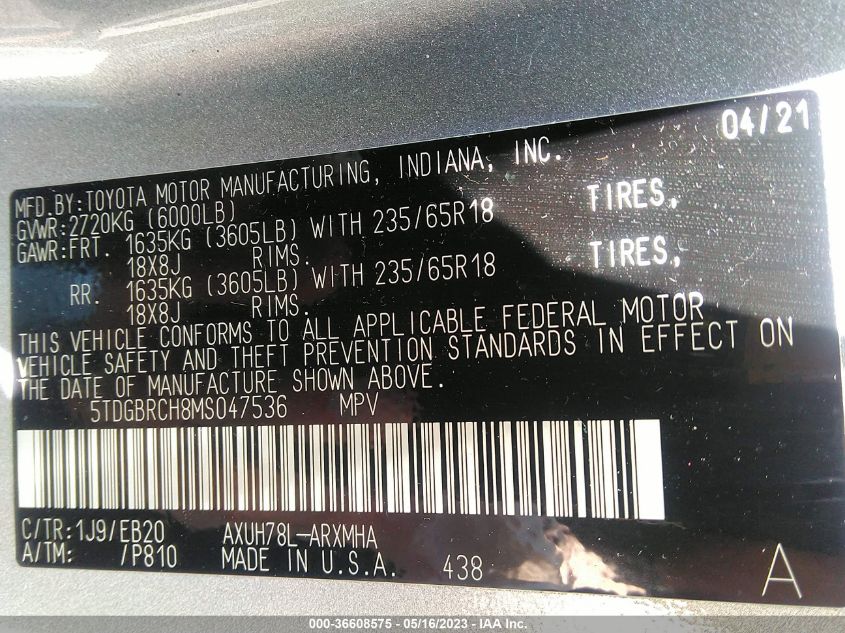 04/21
MFD.BY:TOYOTA MOTOR MANUFACTURING, INDIANA, INC.
GVWR:2720KG (6000LB)
GAWR:FRT. 1635KG (3605LB) WITH 235/65R18 TIRES,
18X8J RIMS.
RR. 1635KG (3605LB) WITH 235/65R18 TIRES,
18X8J RIMS.
THIS VEHICLE CONFORMS TO ALL APPLICABLE FEDERAL MOTOR
VEHICLE SAFETY AND THEFT PREVENTION STANDARDS IN EFFECT ON
THE DATE OF MANUFACTURE SHOWN ABOVE.
5TDGBRCH8MS047536 MPV
C/TR:1J9/EB20 AXUH78L-ARXMHA
A/TM: /P810 MADE IN U.S.A. 438 A
000-36608575 - 05/16/2023 - IAA Inc.